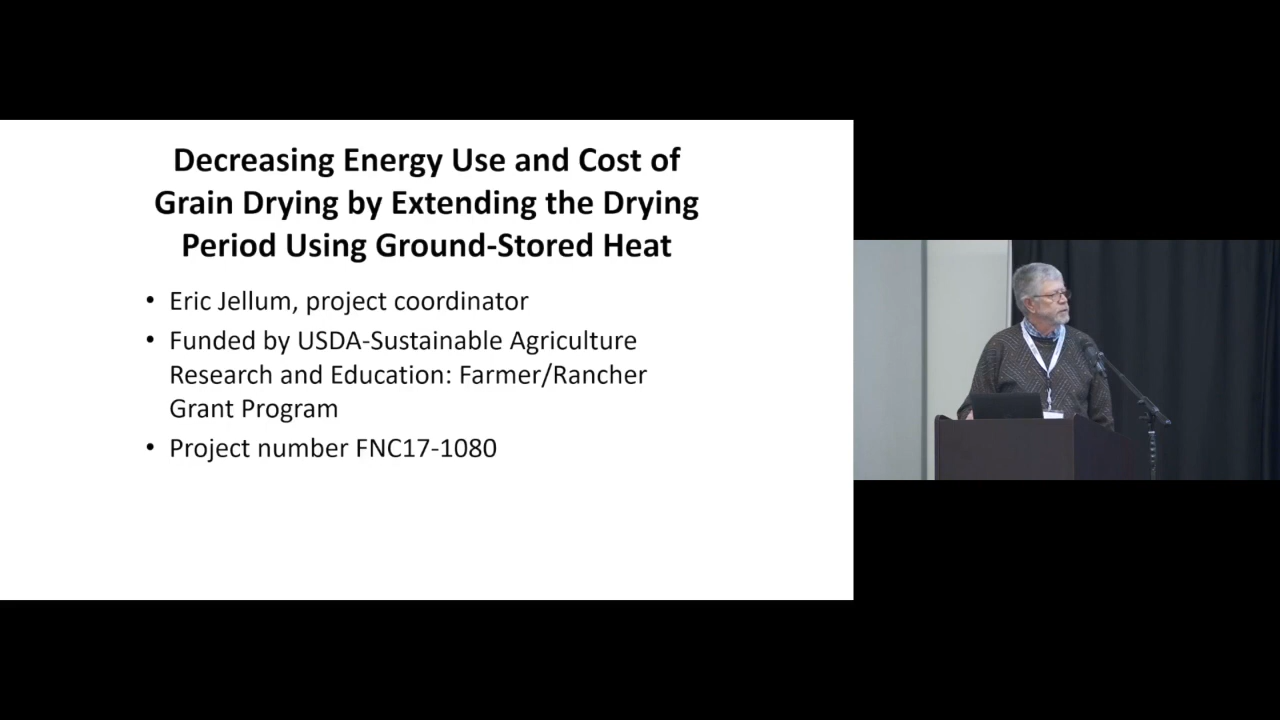 Decreasing Energy Use and Cost of
Grain Drying by Extending the Drying
Period Using Ground-Stored Heat
• Eric Jellum, project coordinator
• Funded by USDA-Sustainable Agriculture
Research and Education: Farmer/Rancher
Grant Program
• Project number FNC17-1080